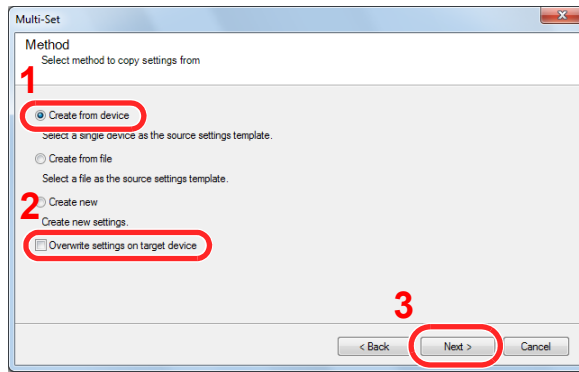 Multi-Set
x
Method
Select method to copy settings from
1
Create from device
Select a single device as the source settings template.
Create from file
Select a file as the source settings template.
2
Create new
Create new settings.
Overwrite settings on target device
3
< Back
Next >
Cancel